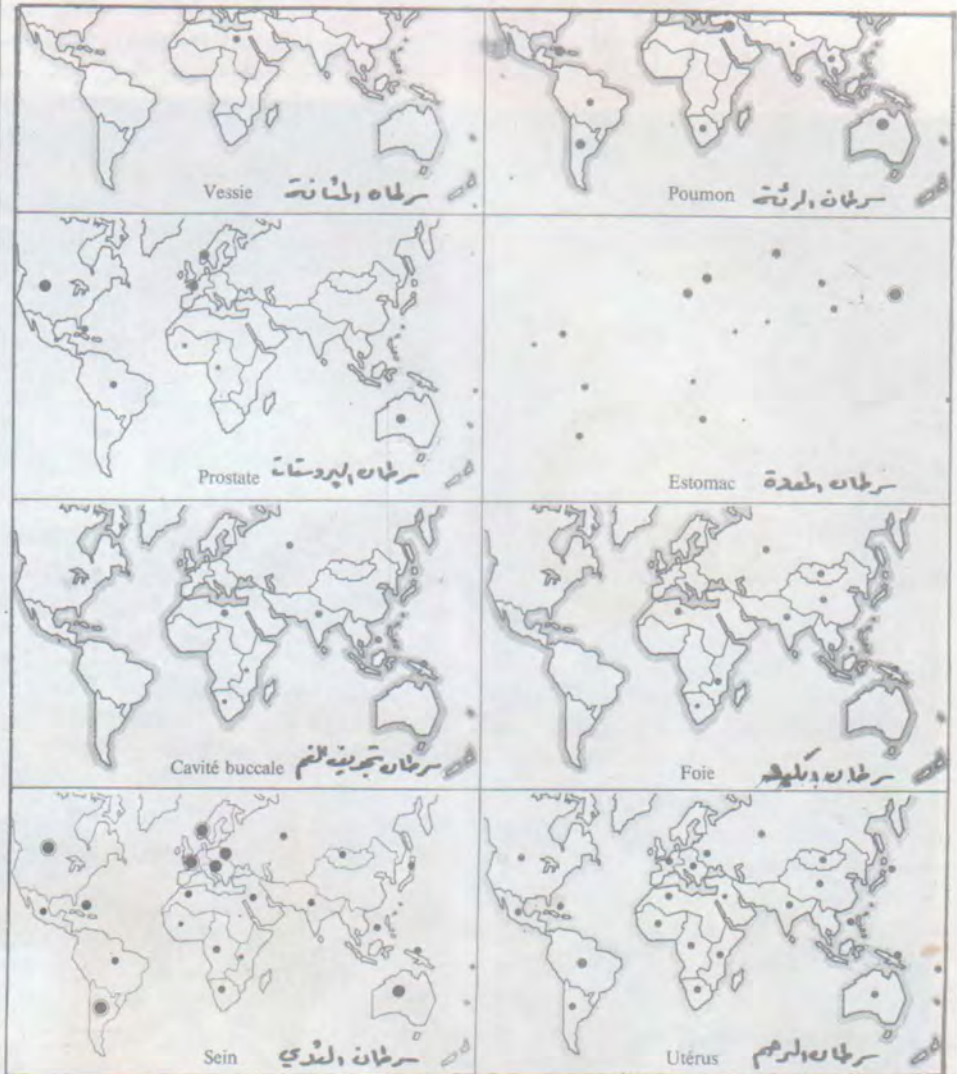 Vessie سرطان المثانة
Poumon سرطان الرئة
Prostate سرطان البروستات
Estomac سرطان المعدة
Cavité buccale سرطان تجويف الفم
Foie سرطان الكبد
Sein سرطان الثدي
Utérus سرطان الرحم